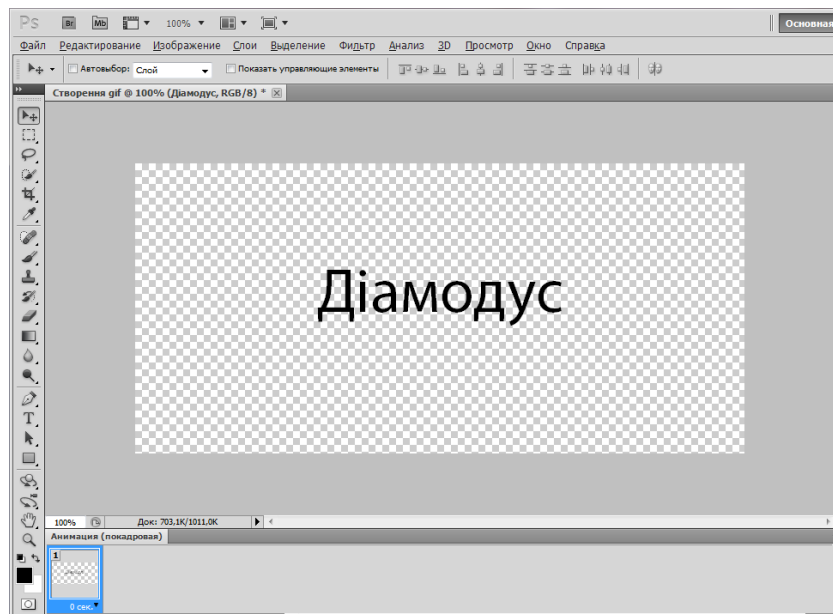 Ps Br Mb 100% Основная
Файл Редактирование Изображение Слои Выделение Фильтр Анализ 3D Просмотр Окно Справка
Автовыбор: Слой Показать управляющие элементы
Створення gif @ 100% (Діамодус, RGB/8) *
Діамодус
T
100% Док: 703,1K/1011,0K
Анимация (покадровая)
1
0 сек.